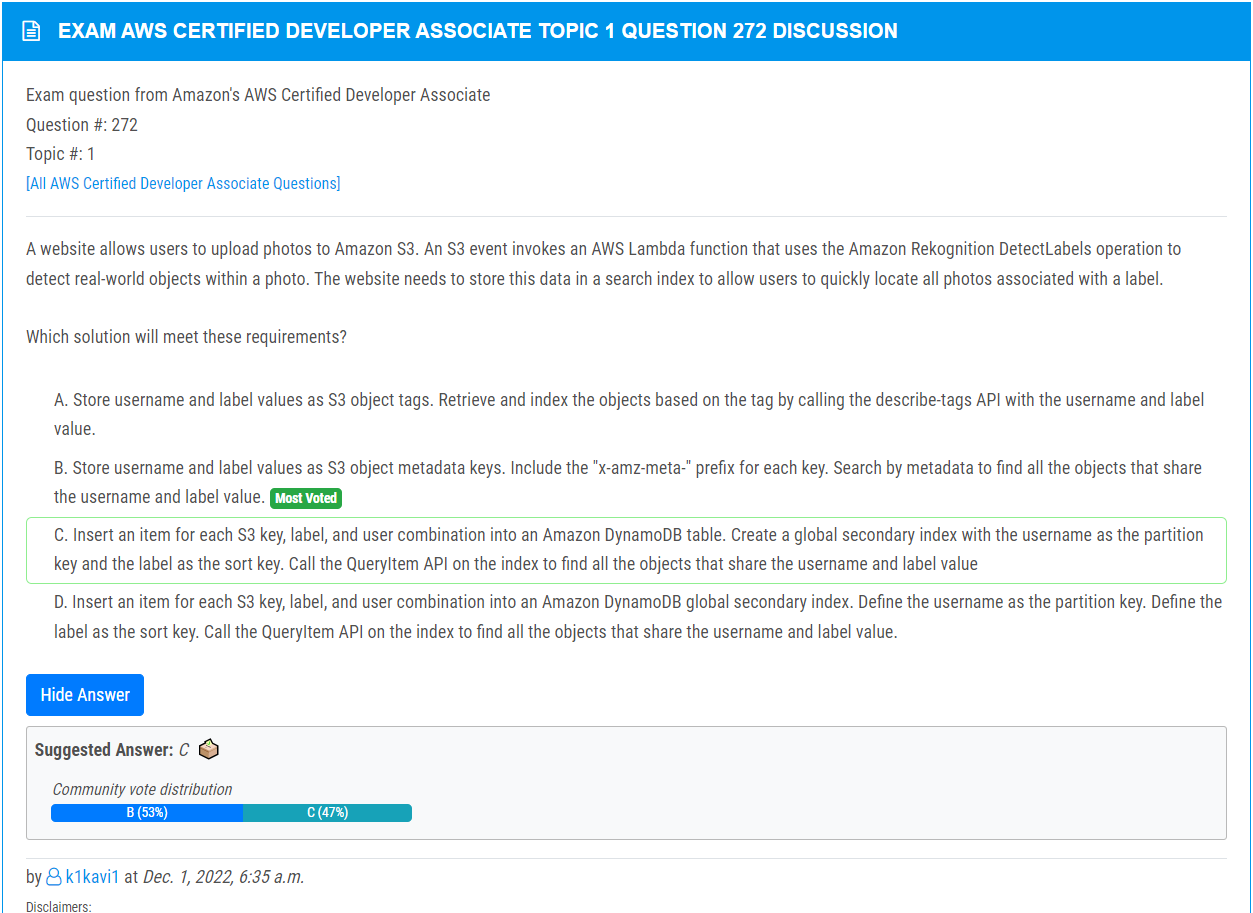 EXAM AWS CERTIFIED DEVELOPER ASSOCIATE TOPIC 1 QUESTION 272 DISCUSSION
Exam question from Amazon's AWS Certified Developer Associate
Question #: 272
Topic #: 1
[All AWS Certified Developer Associate Questions]
A website allows users to upload photos to Amazon S3. An S3 event invokes an AWS Lambda function that uses the Amazon Rekognition DetectLabels operation to
detect real-world objects within a photo. The website needs to store this data in a search index to allow users to quickly locate all photos associated with a label.
Which solution will meet these requirements?
A. Store username and label values as S3 object tags. Retrieve and index the objects based on the tag by calling the describe-tags API with the username and label
value.
B. Store username and label values as S3 object metadata keys. Include the "x-amz-meta-" prefix for each key. Search by metadata to find all the objects that share
the username and label value. Most Voted
C. Insert an item for each S3 key, label, and user combination into an Amazon DynamoDB table. Create a global secondary index with the username as the partition
key and the label as the sort key. Call the QueryItem API on the index to find all the objects that share the username and label value
D. Insert an item for each S3 key, label, and user combination into an Amazon DynamoDB global secondary index. Define the username as the partition key. Define the
label as the sort key. Call the QueryItem API on the index to find all the objects that share the username and label value.
Hide Answer
Suggested Answer: C
Community vote distribution
B (53%) C (47%)
by k1kavi1 at Dec. 1, 2022, 6:35 a.m.
Disclaimers: